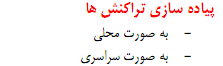 پیاده سازی تراکنش ها
- به صورت محلی
- به صورت سراسری